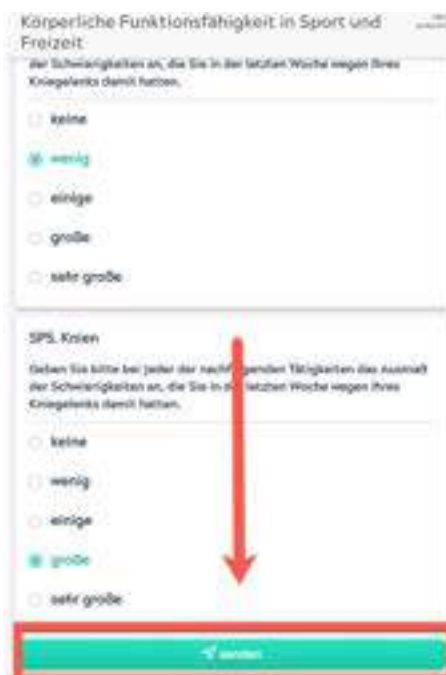 Körperliche Funktionsfähigkeit in Sport und
Freizeit
der Schwierigkeiten an, die Sie in der letzten Woche wegen Ihres
Kniegelenks damit hatten.
keine
wenig
einige
große
sehr große
SP5. Knien
Geben Sie bitte bei jeder der nachfolgenden Tätigkeiten das Ausmaß
der Schwierigkeiten an, die Sie in der letzten Woche wegen Ihres
Kniegelenks damit hatten.
keine
wenig
einige
große
sehr große
senden